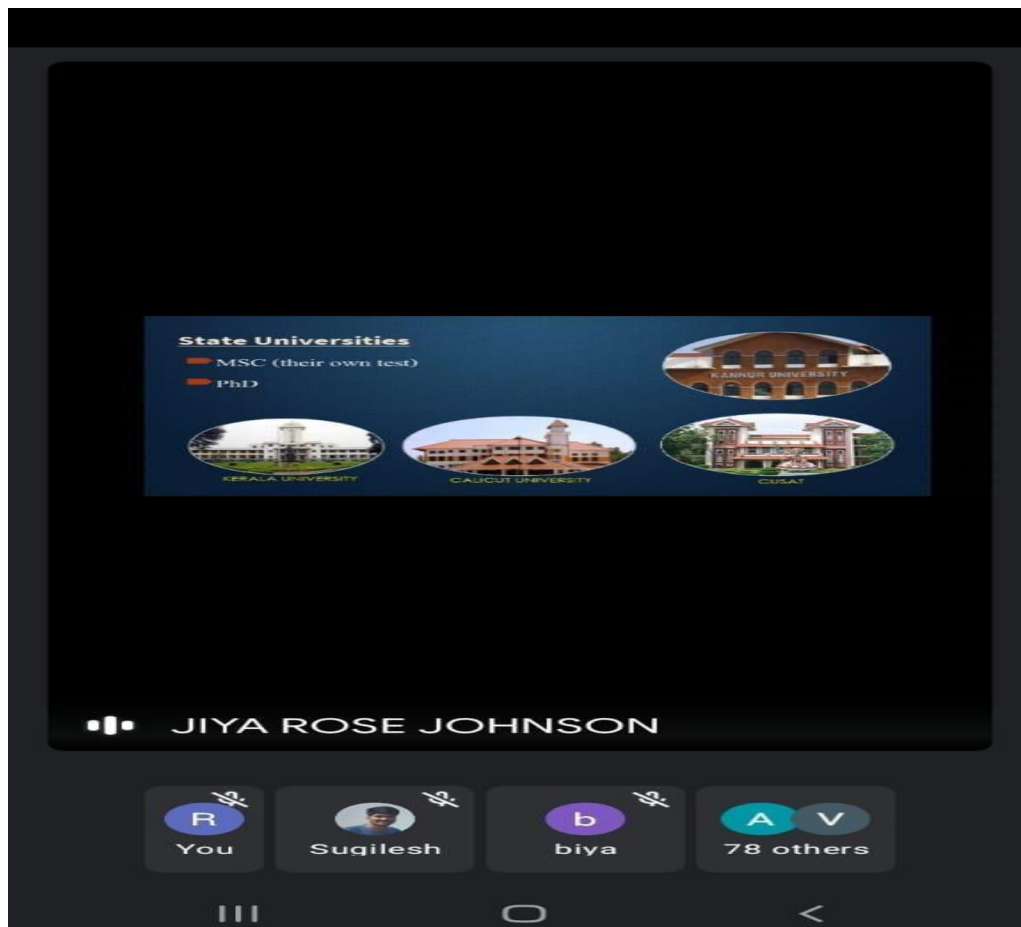 State Universities
MSC (their own test)
PhD
KANNUR UNIVERSITY
KERALA UNIVERSITY
CALICUT UNIVERSITY
CUSAT
JIYA ROSE JOHNSON
R
You
Sugilesh
b
biya
A V
78 others